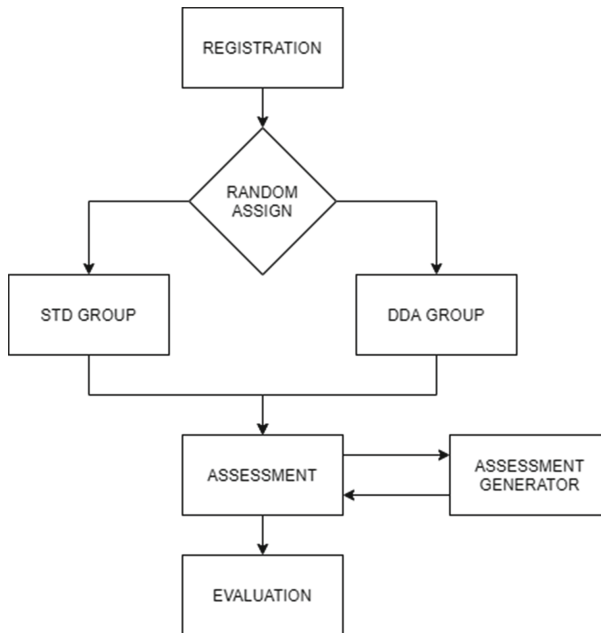 REGISTRATION
RANDOM
ASSIGN
STD GROUP
DDA GROUP
ASSESSMENT
ASSESSMENT
GENERATOR
EVALUATION